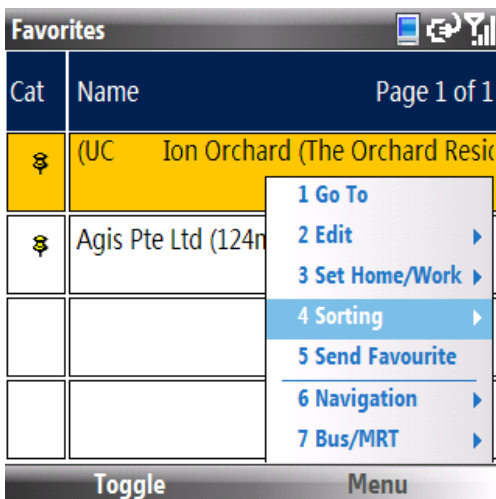 Favorites
Cat Name Page 1 of 1
(UC Ion Orchard (The Orchard Resid
Agis Pte Ltd (124m
1 Go To
2 Edit
3 Set Home/Work
4 Sorting
5 Send Favourite
6 Navigation
7 Bus/MRT
Toggle Menu